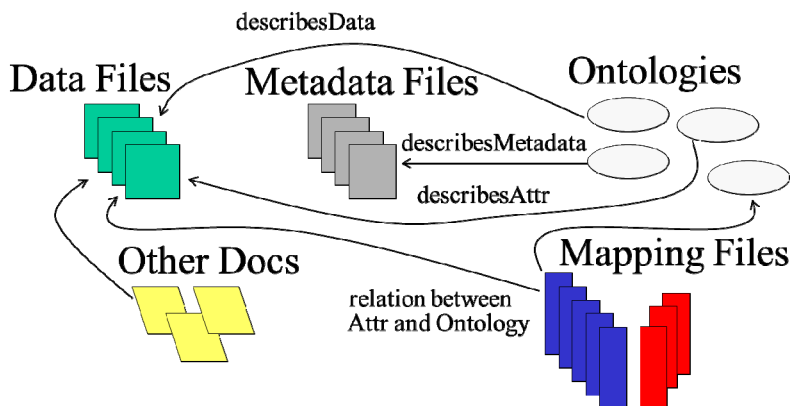 describesData
Data Files
Metadata Files
Ontologies
describesMetadata
describesAttr
Other Docs
Mapping Files
relation between
Attr and Ontology